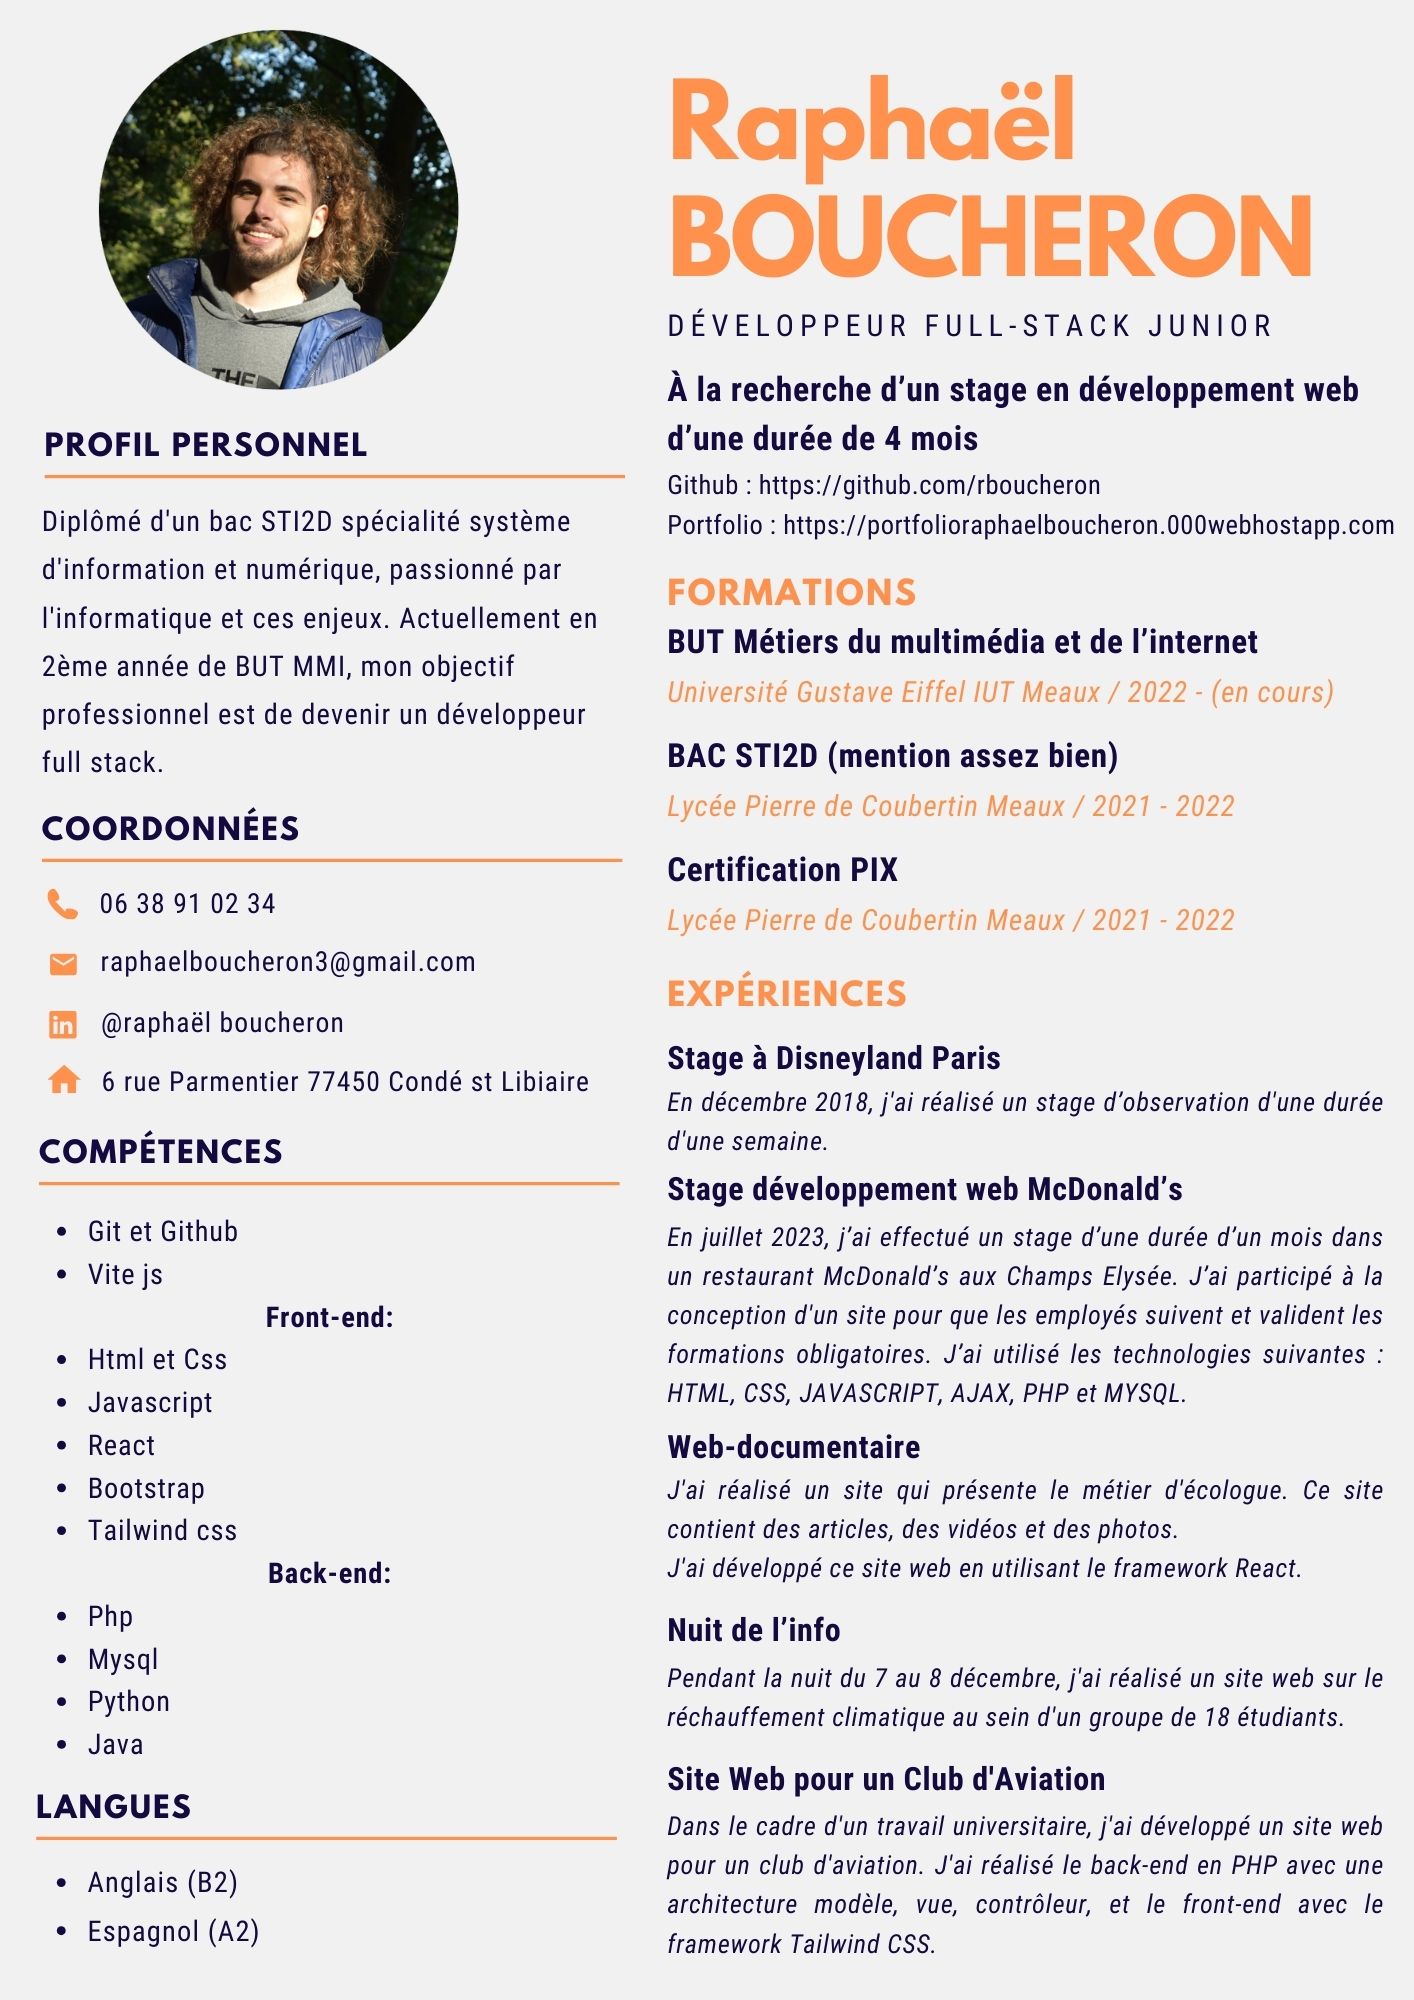 THE
PROFIL PERSONNEL
Diplômé d'un bac STI2D spécialité système
d'information et numérique, passionné par
l'informatique et ces enjeux. Actuellement en
2ème année de BUT MMI, mon objectif
professionnel est de devenir un développeur
full stack.
COORDONNÉES
06 38 91 02 34
raphaelboucheron3@gmail.com
in @raphaël boucheron
6 rue Parmentier 77450 Condé st Libiaire
COMPÉTENCES
• Git et Github
• Vite js
Front-end:
• Html et Css
• Javascript
• React
• Bootstrap
• Tailwind css
Back-end:
• Php
• Mysql
• Python
• Java
LANGUES
• Anglais (B2)
• Espagnol (A2)
Raphaël
BOUCHERON
DÉVELOPPEUR FULL-STACK JUNIOR
À la recherche d’un stage en développement web
d’une durée de 4 mois
Github : https://github.com/rboucheron
Portfolio : https://portfolioraphaelboucheron.000webhostapp.com
FORMATIONS
BUT Métiers du multimédia et de l’internet
Université Gustave Eiffel IUT Meaux / 2022 - (en cours)
BAC STI2D (mention assez bien)
Lycée Pierre de Coubertin Meaux / 2021 - 2022
Certification PIX
Lycée Pierre de Coubertin Meaux / 2021 - 2022
EXPÉRIENCES
Stage à Disneyland Paris
En décembre 2018, j'ai réalisé un stage d’observation d'une durée
d'une semaine.
Stage développement web McDonald’s
En juillet 2023, j’ai effectué un stage d’une durée d’un mois dans
un restaurant McDonald’s aux Champs Elysée. J’ai participé à la
conception d'un site pour que les employés suivent et valident les
formations obligatoires. J’ai utilisé les technologies suivantes :
HTML, CSS, JAVASCRIPT, AJAX, PHP et MYSQL.
Web-documentaire
J'ai réalisé un site qui présente le métier d'écologue. Ce site
contient des articles, des vidéos et des photos.
J'ai développé ce site web en utilisant le framework React.
Nuit de l’info
Pendant la nuit du 7 au 8 décembre, j'ai réalisé un site web sur le
réchauffement climatique au sein d'un groupe de 18 étudiants.
Site Web pour un Club d'Aviation
Dans le cadre d'un travail universitaire, j'ai développé un site web
pour un club d'aviation. J'ai réalisé le back-end en PHP avec une
architecture modèle, vue, contrôleur, et le front-end avec le
framework Tailwind CSS.